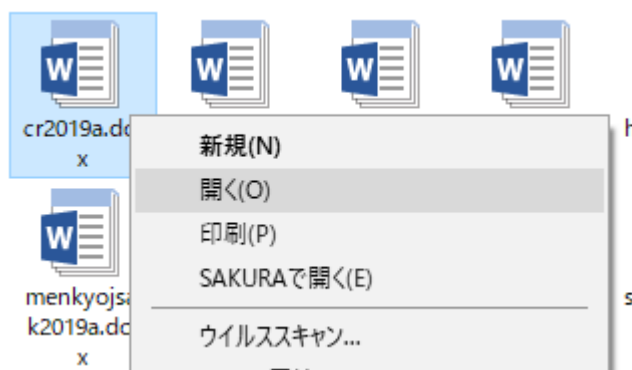 cr2019a.do
x
新規(N)
開く(O)
印刷(P)
SAKURAで開く(E)
menkyojsa
k2019a.do
x
ウイルススキャン...